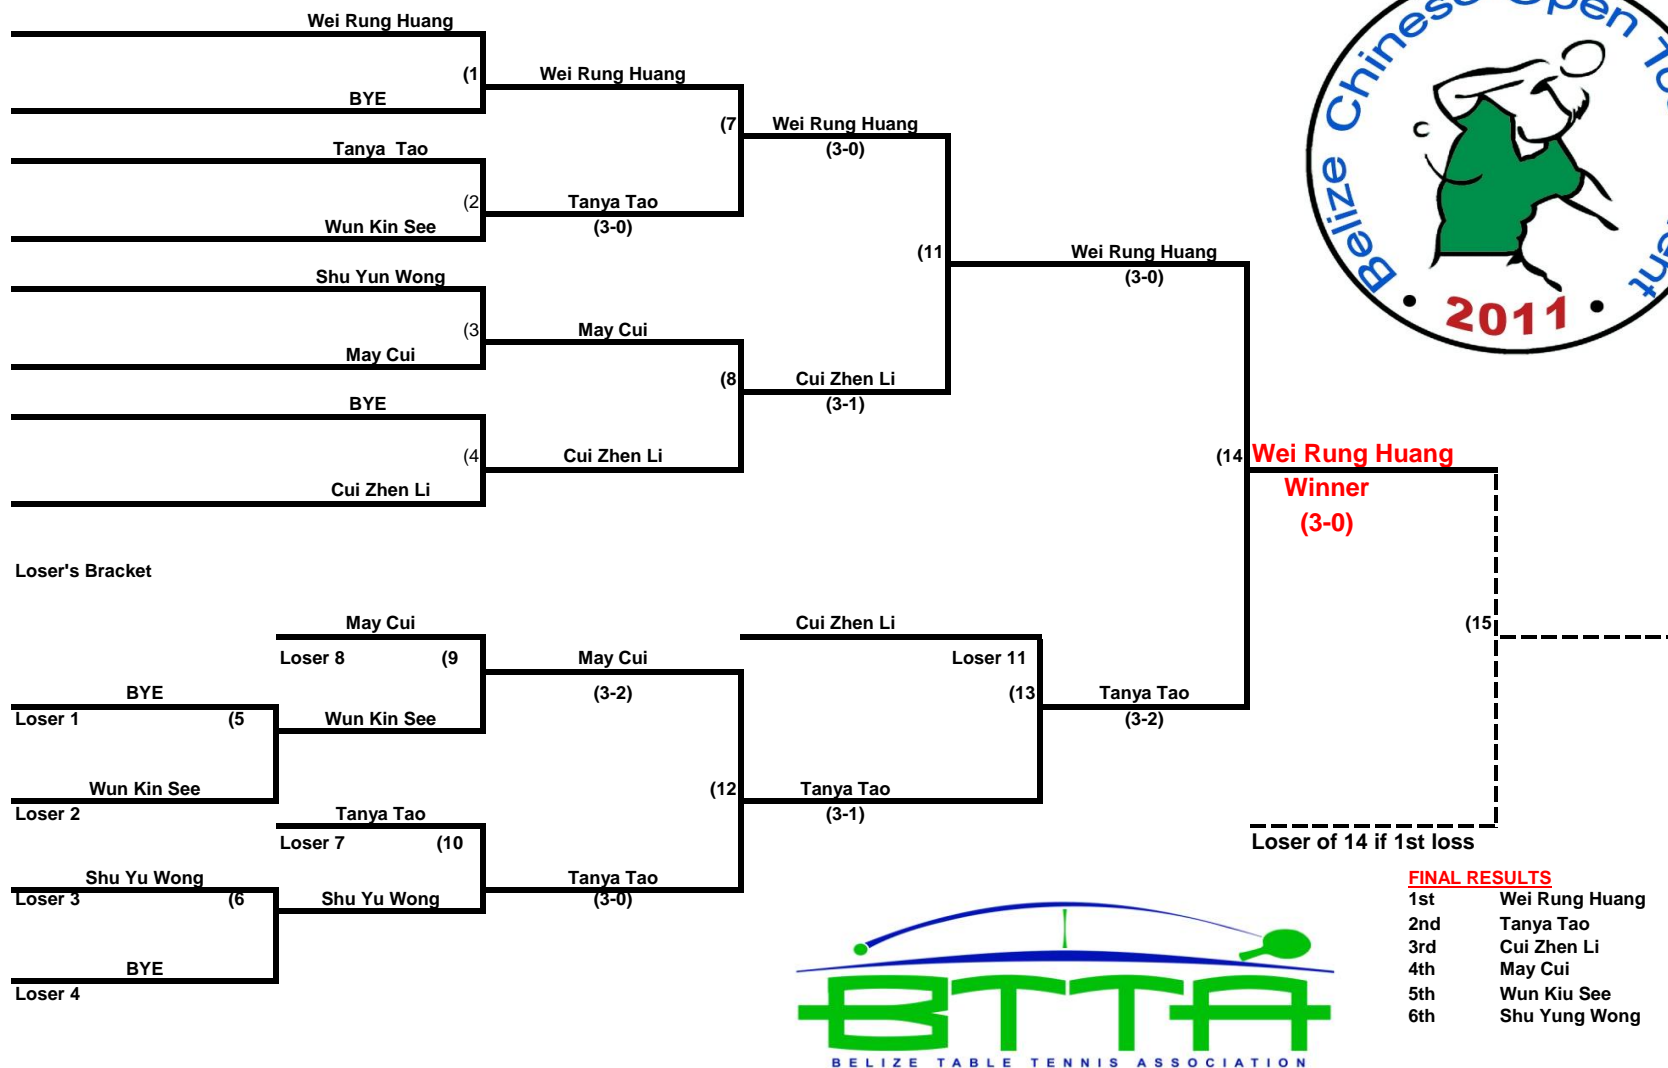 Wei Rung Huang
(1
Wei Rung Huang
BYE
(7
Wei Rung Huang
(3-0)
Tanya  Tao
(2
Tanya Tao
(3-0)
Wun Kin See
(11
Wei Rung Huang
(3-0)
Shu Yun Wong
(3
May Cui
May Cui
(8
Cui Zhen Li
(3-1)
BYE
(4
Cui Zhen Li
Cui Zhen Li
(14
Wei Rung Huang
Winner
(3-0)
Belize Chinese Open
2011
Loser's Bracket
May Cui
Loser 8
(9
May Cui
(3-2)
Cui Zhen Li
Loser 11
(13
(15
BYE
Loser 1
(5
Wun Kin See
Tanya Tao
(3-2)
Wun Kin See
Loser 2
(12
Tanya Tao
(3-1)
Tanya Tao
Loser 7
(10
Loser of 14 if 1st loss
Shu Yu Wong
Loser 3
(6
Shu Yu Wong
Tanya Tao
(3-0)
BYE
Loser 4
FINAL RESULTS
1st Wei Rung Huang
2nd Tanya Tao
3rd Cui Zhen Li
4th May Cui
5th Wun Kiu See
6th Shu Yung Wong
BTTA
BELIZE TABLE TENNIS ASSOCIATION